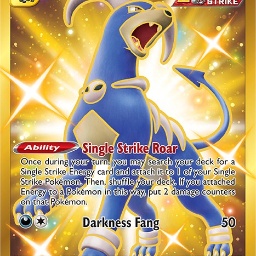 STRIKE
Ability Single Strike Roar
Once during your turn, you may search your deck for a
Single Strike Energy card and attach it to 1 of your Single
Strike Pokémon. Then, shuffle your deck. If you attached
Energy to a Pokémon in this way, put 2 damage counters
on that Pokémon.
Darkness Fang 50